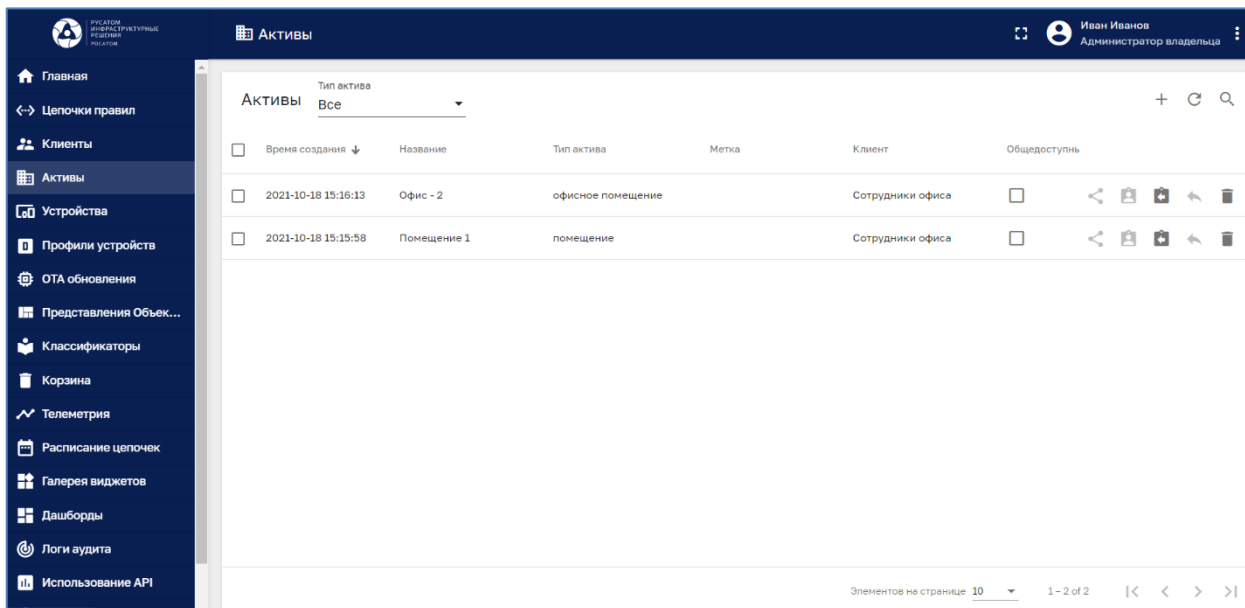 РУСАТОМ
ИНФРАСТРУКТУРНЫЕ
РЕШЕНИЯ
РОСАТОМ
Активы
Иван Иванов
Администратор владельца
Главная
Цепочки правил
Клиенты
Активы
Устройства
Профили устройств
ОТА обновления
Представления Объек...
Классификаторы
Корзина
Телеметрия
Расписание цепочек
Галерея виджетов
Дашборды
Логи аудита
Использование API
Активы
Тип актива
Все
Время создания Название Тип актива Метка Клиент Общедоступнь
2021-10-18 15:16:13 Офис - 2 офисное помещение Сотрудники офиса
2021-10-18 15:15:58 Помещение 1 помещение Сотрудники офиса
Элементов на странице 10 1 – 2 of 2